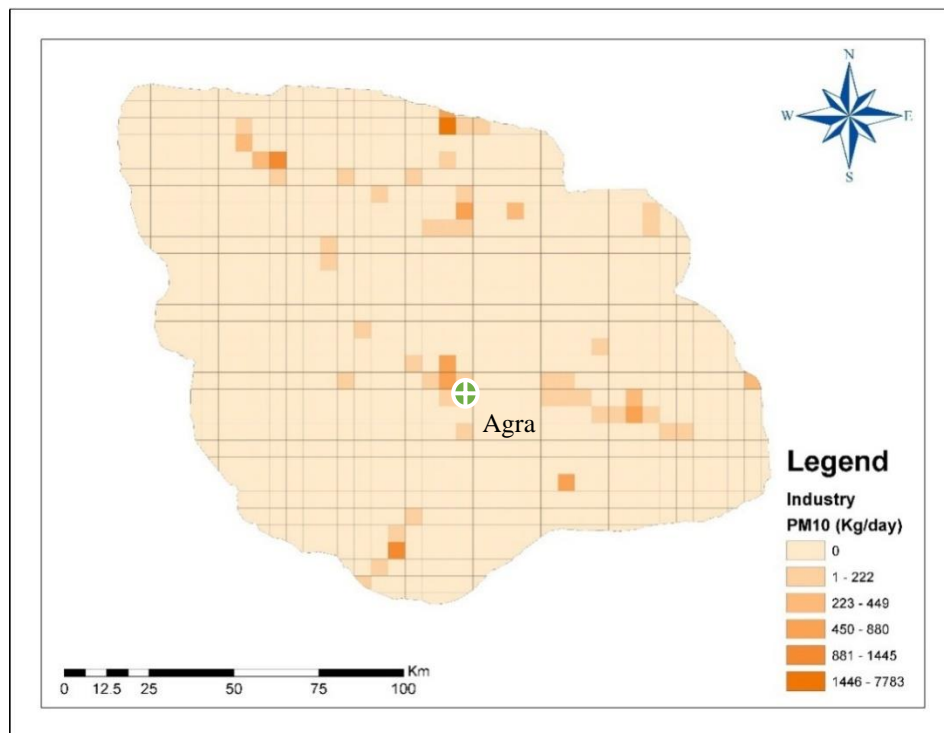 N
W E
S
Agra
Legend
Industry
PM10 (Kg/day)
0
1 - 222
223 - 449
450 - 880
881 - 1445
1446 - 7783
Km
0 12.5 25 50 75 100